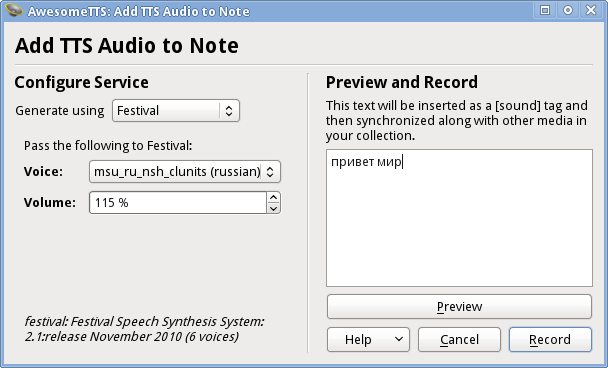 AwesomeTTS: Add TTS Audio to Note
Add TTS Audio to Note
Configure Service
Generate using Festival
Pass the following to Festival:
Voice: msu_ru_nsh_clunits (russian)
Volume: 115 %
festival: Festival Speech Synthesis System:
2.1:release November 2010 (6 voices)
Preview and Record
This text will be inserted as a [sound] tag and
then synchronized along with other media in
your collection.
привет мир
Preview
Help Cancel Record